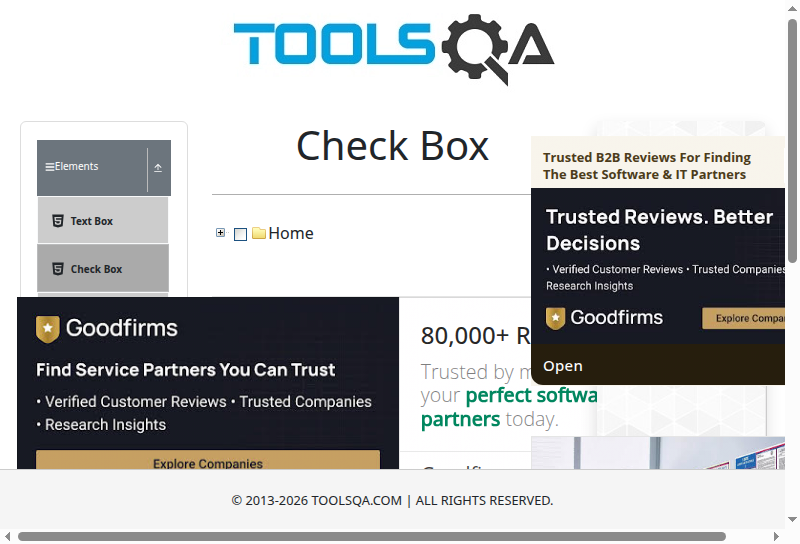 TOOLSQA
Check Box
Elements
Text Box
Check Box
Home
Trusted B2B Reviews For Finding
The Best Software & IT Partners
Trusted Reviews. Better
Decisions
• Verified Customer Reviews • Trusted Companies
Research Insights
Goodfirms
Explore Compa
Open
Goodfirms
Find Service Partners You Can Trust
• Verified Customer Reviews • Trusted Companies
• Research Insights
Explore Companies
80,000+ R
Trusted by m
your perfect softwa
partners today.
© 2013-2026 TOOLSQA.COM | ALL RIGHTS RESERVED.